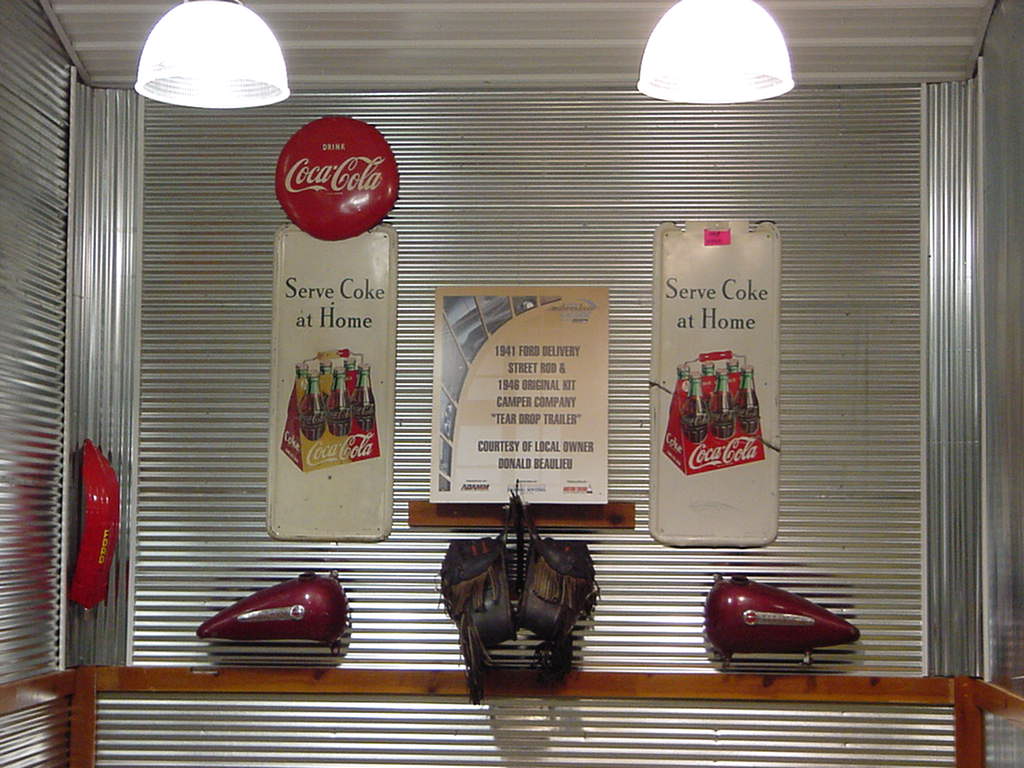 DRINK
Coca-Cola
Serve Coke
at Home
Coca-Cola
Serve Coke
at Home
Coca-Cola
1941 FORD DELIVERY
STREET ROD &
1946 ORIGINAL KIT
CAMPER COMPANY
"TEAR DROP TRAILER"
COURTESY OF LOCAL OWNER
DONALD BEAULIEU
FORD